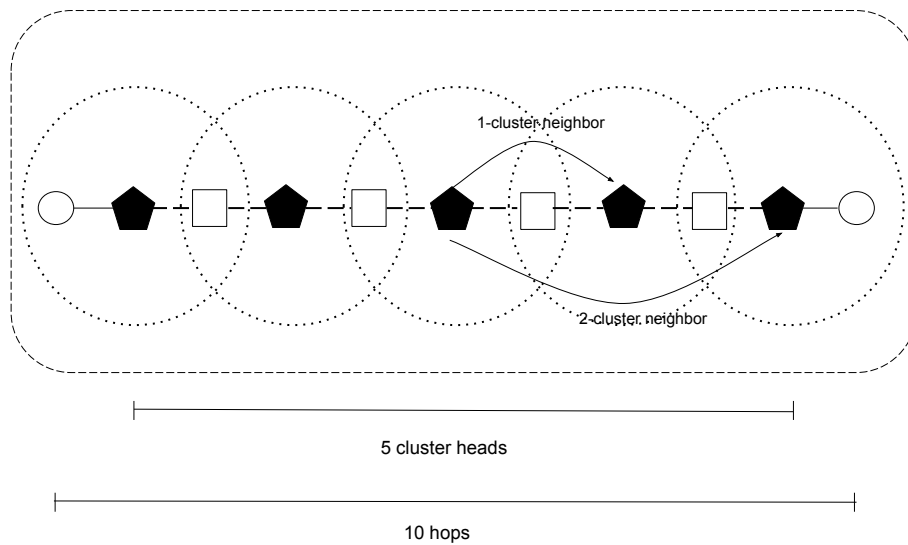 1-cluster neighbor
2-cluster neighbor
5 cluster heads
10 hops